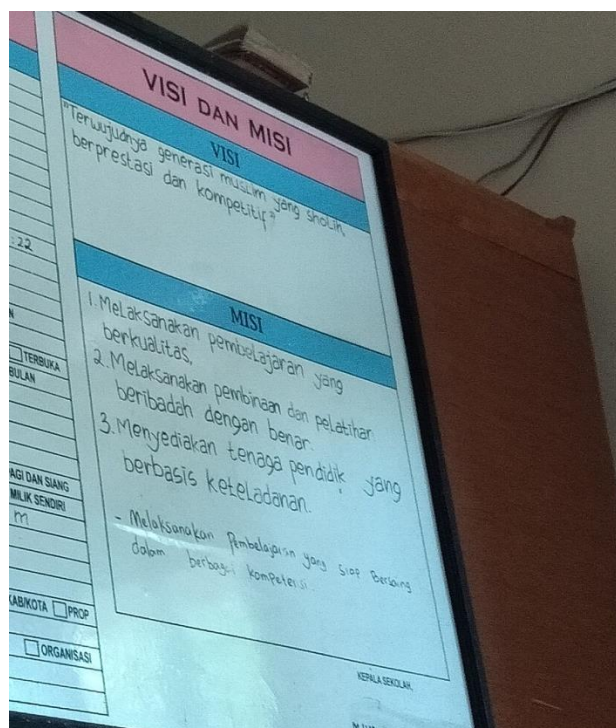 VISI DAN MISI
VISI
"Terwujudnya generasi muslim yang sholih,
berprestasi dan kompetitif"
MISI
1. Melaksanakan pembelajaran yang
berkualitas,
2. Melaksanakan pembinaan dan pelatihan
beribadah dengan benar.
3. Menyediakan tenaga pendidik yang
berbasis keteladanan.
- Melaksanakan Pembelajaran yang siap Bersaing
dalam berbagai kompetensi
KEPALA SEKOLAH,
:22
N
TERBUKA
BULAN
AGI DAN SIANG
MILIK SENDIRI
m
KAB/KOTA PROP
ORGANISASI